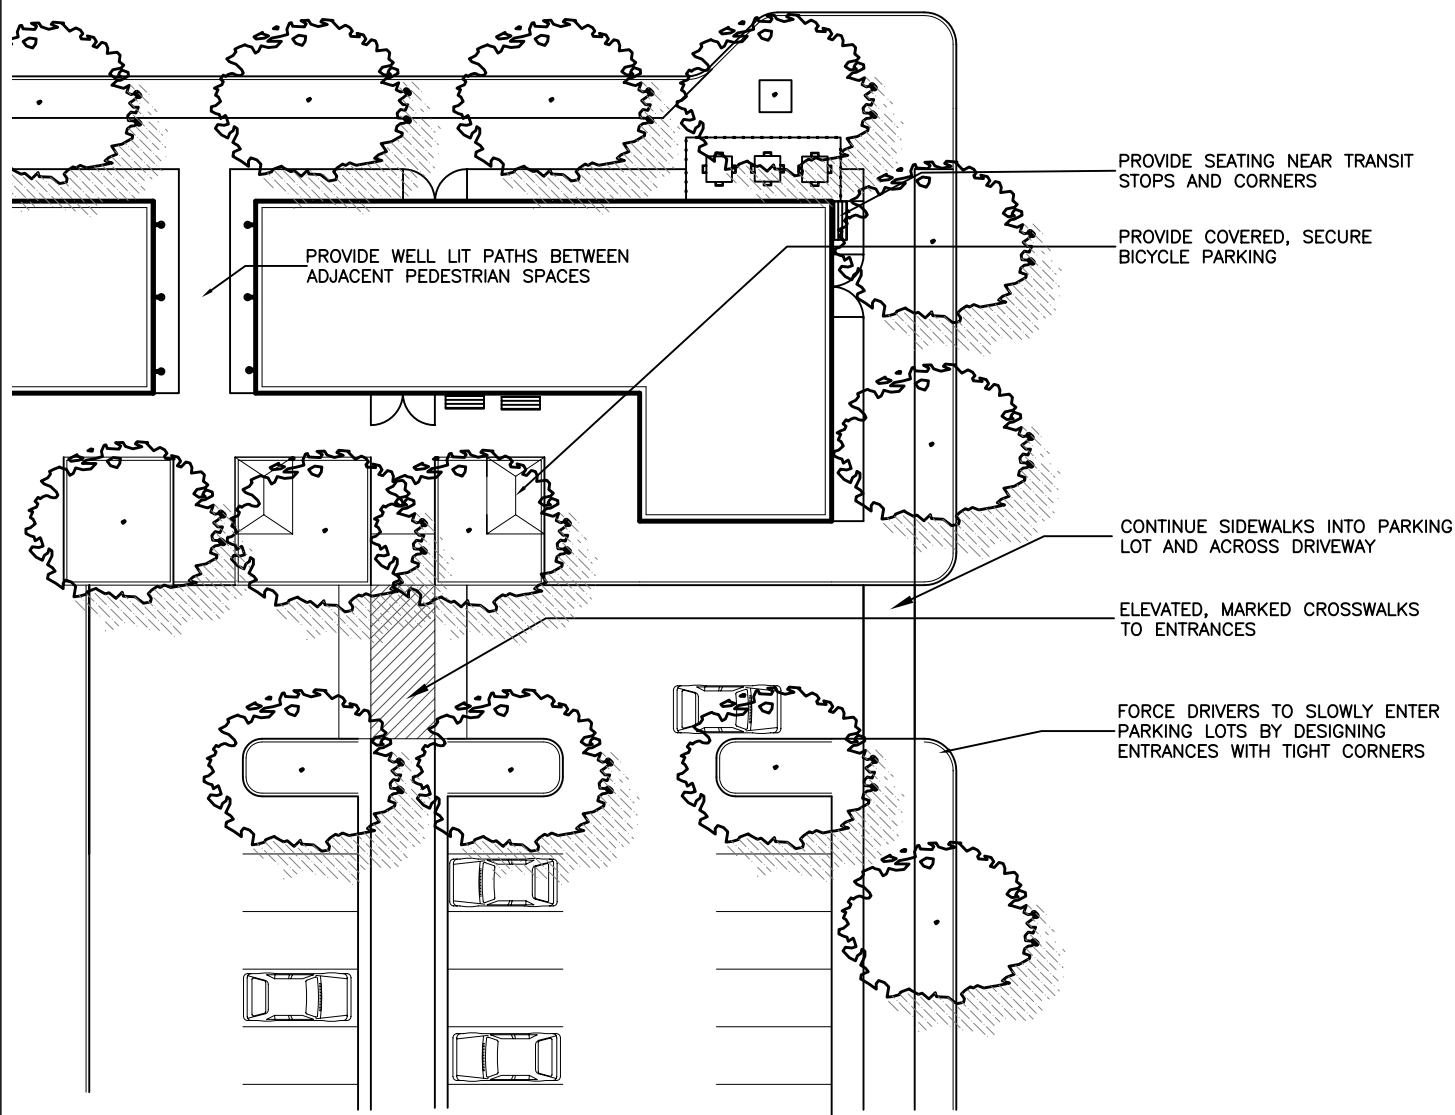 PROVIDE SEATING NEAR TRANSIT
STOPS AND CORNERS
PROVIDE COVERED, SECURE
BICYCLE PARKING
PROVIDE WELL LIT PATHS BETWEEN
ADJACENT PEDESTRIAN SPACES
CONTINUE SIDEWALKS INTO PARKING
LOT AND ACROSS DRIVEWAY
ELEVATED, MARKED CROSSWALKS
TO ENTRANCES
FORCE DRIVERS TO SLOWLY ENTER
PARKING LOTS BY DESIGNING
ENTRANCES WITH TIGHT CORNERS